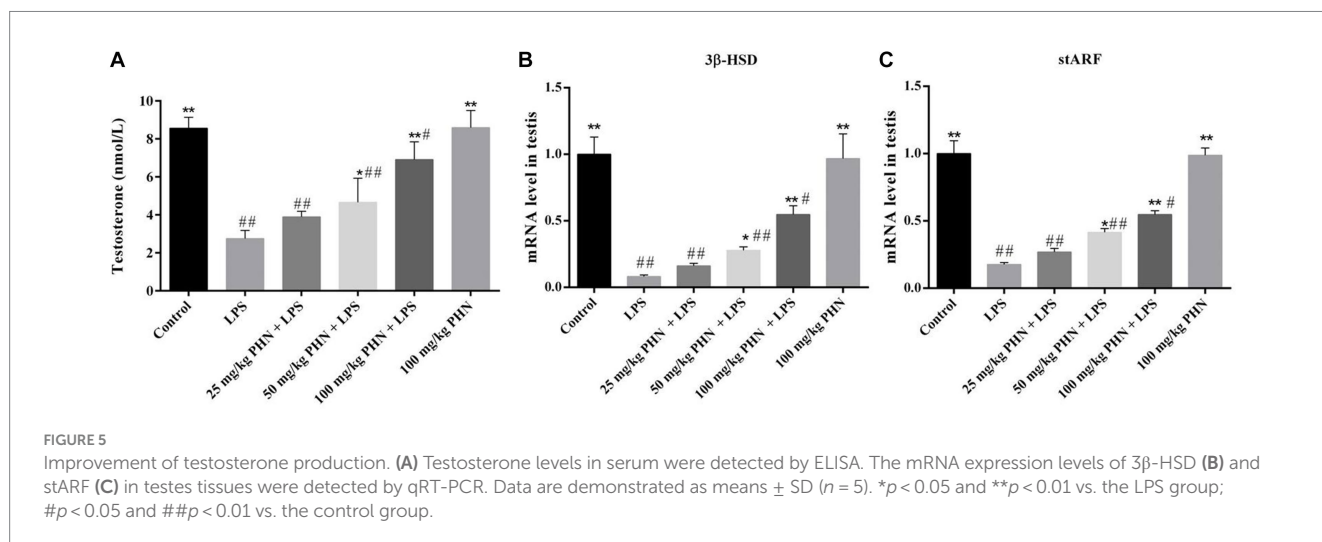 A
Testosterone (nmol/L)
10
8
6
4
2
0
**
##
##
*##
**#
**
Control
LPS
25 mg/kg PHN + LPS
50 mg/kg PHN + LPS
100 mg/kg PHN + LPS
100 mg/kg PHN
B
3β-HSD
mRNA level in testis
1.5
1.0
0.5
0.0
**
##
##
* ##
** #
**
Control
LPS
25 mg/kg PHN + LPS
50 mg/kg PHN + LPS
100 mg/kg PHN + LPS
100 mg/kg PHN
C
stARF
mRNA level in testis
1.5
1.0
0.5
0.0
**
##
##
*##
** #
**
Control
LPS
25 mg/kg PHN + LPS
50 mg/kg PHN + LPS
100 mg/kg PHN + LPS
100 mg/kg PHN
FIGURE 5
Improvement of testosterone production. (A) Testosterone levels in serum were detected by ELISA. The mRNA expression levels of 3β-HSD (B) and
stARF (C) in testes tissues were detected by qRT-PCR. Data are demonstrated as means ± SD (n = 5). *p < 0.05 and **p < 0.01 vs. the LPS group;
#p < 0.05 and ##p < 0.01 vs. the control group.